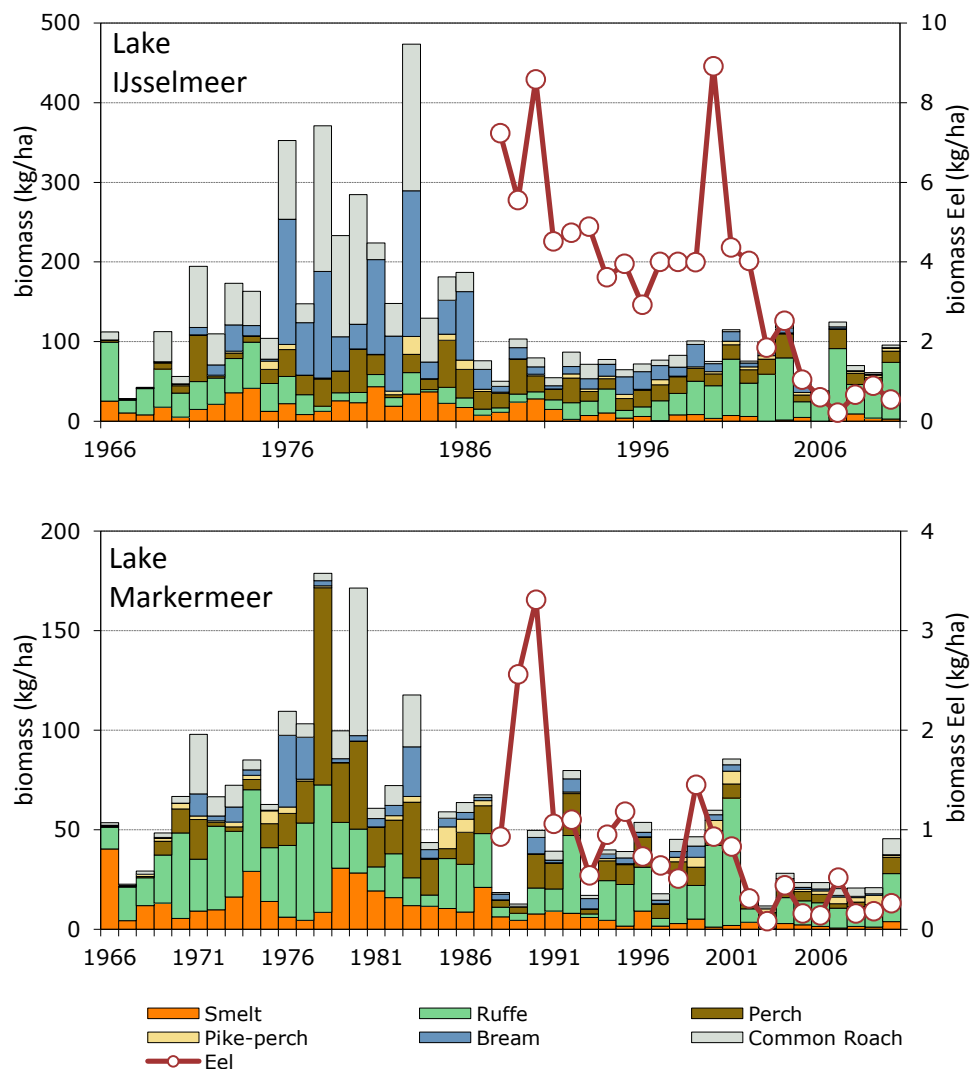 Lake
IJsselmeer
biomass (kg/ha)
500
400
300
200
100
0
10
8
6
4
2
0
biomass Eel (kg/ha)
1966 1976 1986 1996 2006
Lake
Markermeer
biomass (kg/ha)
200
150
100
50
0
4
3
2
1
0
biomass Eel (kg/ha)
1966 1971 1976 1981 1986 1991 1996 2001 2006
Smelt Ruffe Perch
Pike-perch Bream Common Roach
Eel